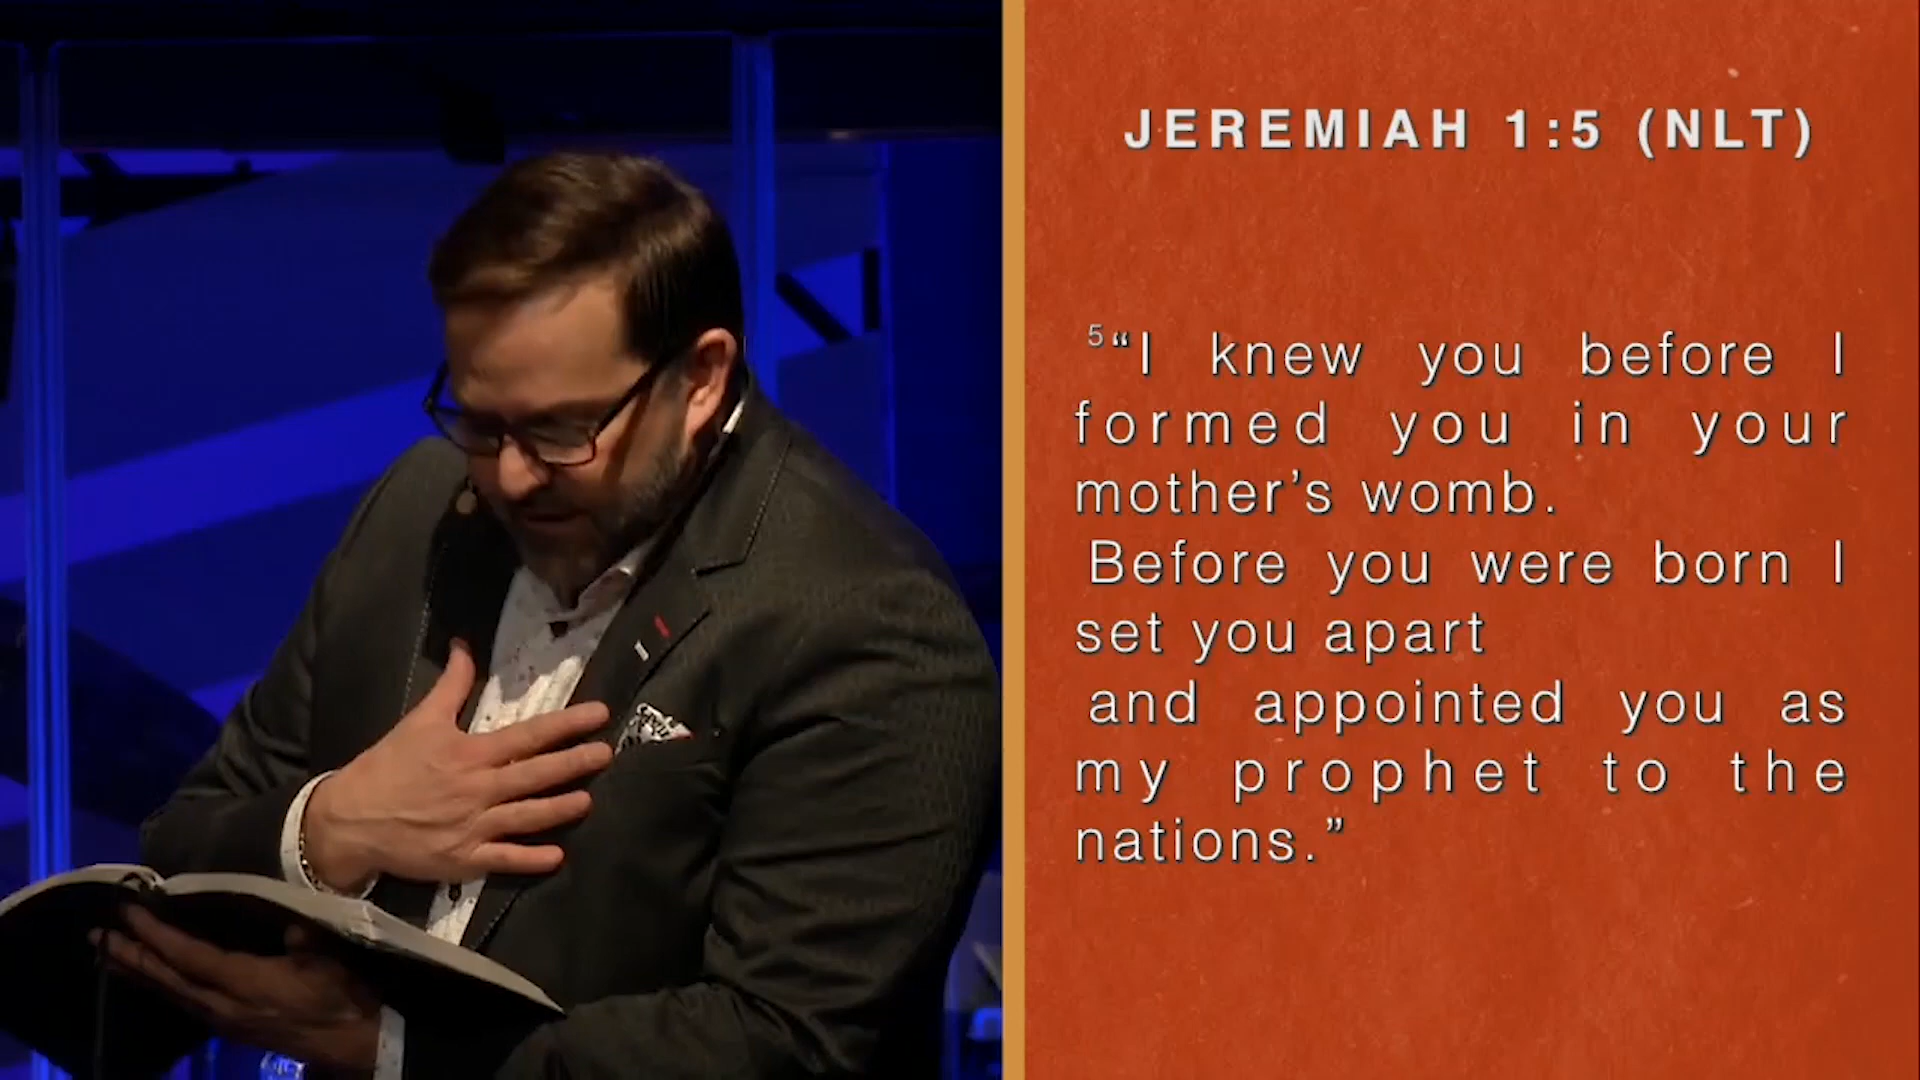 JEREMIAH 1:5 (NLT)
⁵“I knew you before I
formed you in your
mother’s womb.
Before you were born I
set you apart
and appointed you as
my prophet to the
nations.”